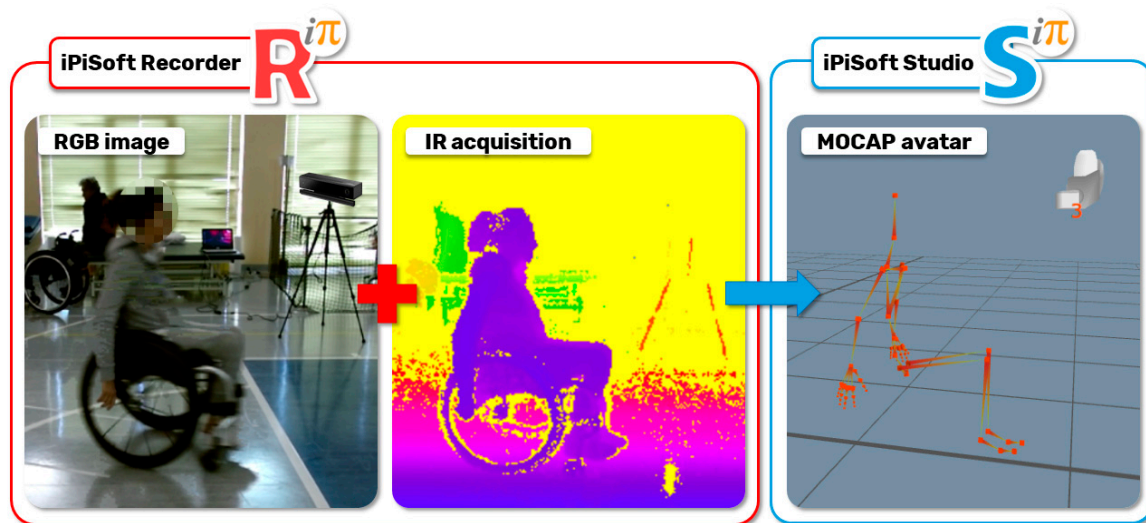 iPiSoft Recorder
R
iπ
iPiSoft Studio
S
iπ
RGB image
IR acquisition
MOCAP avatar
3